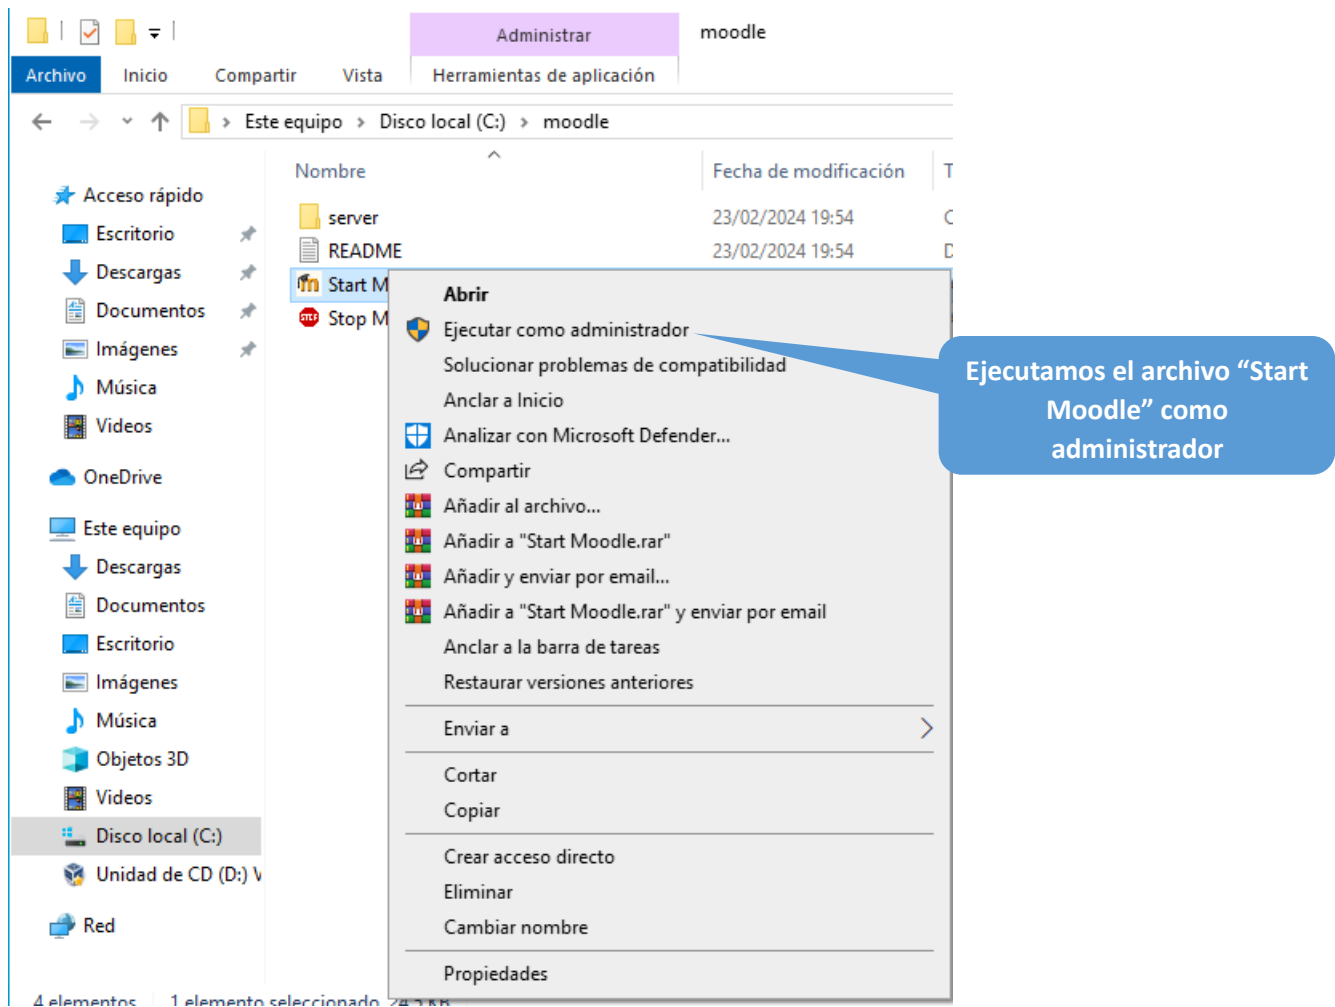 Administrar
moodle
Archivo
Inicio
Compartir
Vista
Herramientas de aplicación
Este equipo
Disco local (C:)
moodle
Nombre
Fecha de modificación
T
Acceso rápido
Escritorio
Descargas
Documentos
Imágenes
Música
Videos
OneDrive
Este equipo
Descargas
Documentos
Escritorio
Imágenes
Música
Objetos 3D
Videos
Disco local (C:)
Unidad de CD (D:) V
Red
server
23/02/2024 19:54
C
README
23/02/2024 19:54
D
Start M
STOP
Stop M
Abrir
Ejecutar como administrador
Solucionar problemas de compatibilidad
Anclar a Inicio
Analizar con Microsoft Defender...
Compartir
Añadir al archivo...
Añadir a "Start Moodle.rar"
Añadir y enviar por email...
Añadir a "Start Moodle.rar" y enviar por email
Anclar a la barra de tareas
Restaurar versiones anteriores
Enviar a
Cortar
Copiar
Crear acceso directo
Eliminar
Cambiar nombre
Propiedades
Ejecutamos el archivo “Start
Moodle” como
administrador
4 elementos
1 elemento seleccionado 24,5 KB